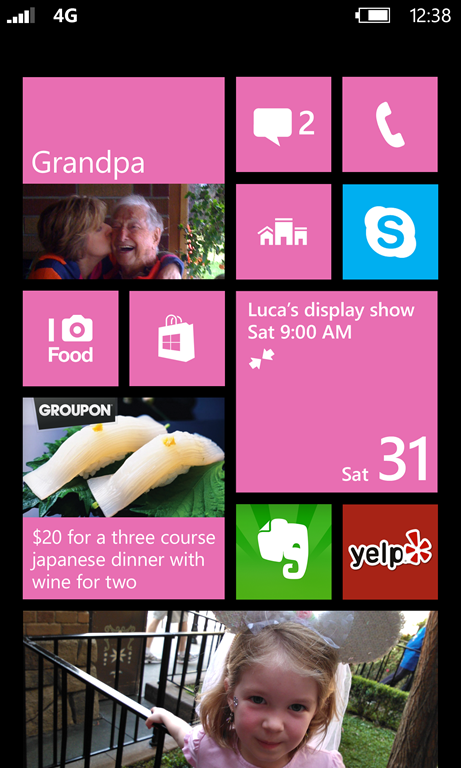 4G
12:38
Grandpa
2
S
I
Food
Luca's display show
Sat 9:00 AM
Sat 31
GROUPON
$20 for a three course
japanese dinner with
wine for two
yelp